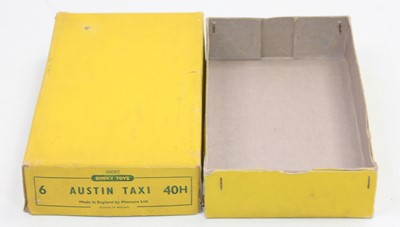 DINKY TOYS
6 AUSTIN TAXI 40H
Made in England by Meccano Ltd.